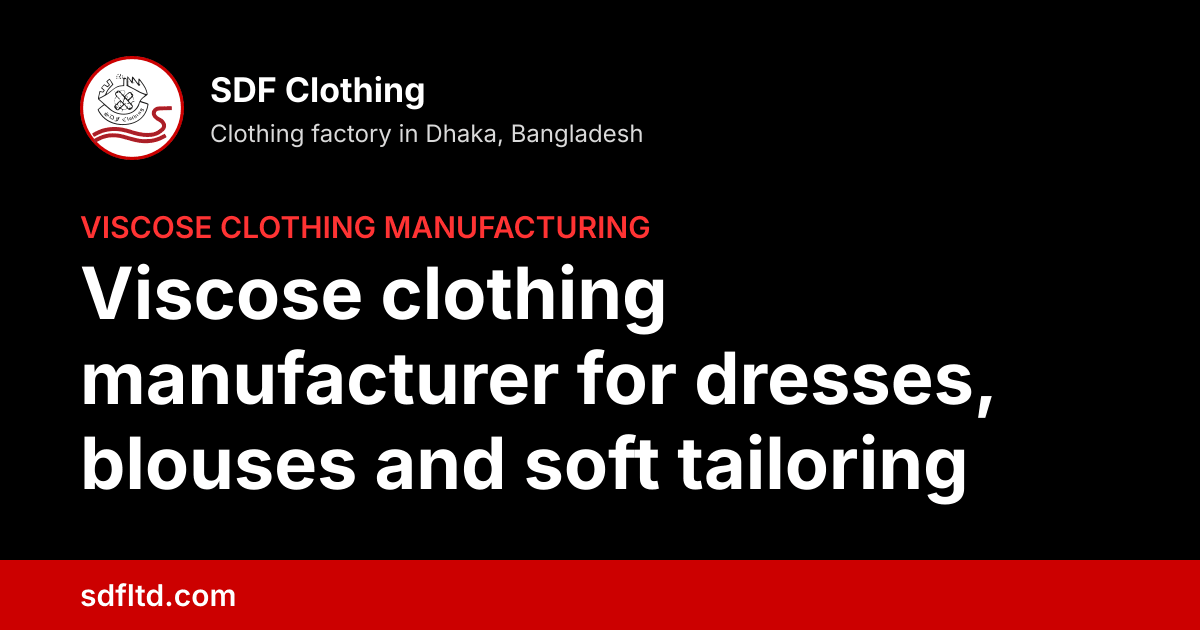 SDF Clothing
Clothing factory in Dhaka, Bangladesh
VISCOSE CLOTHING MANUFACTURING
Viscose clothing
manufacturer for dresses,
blouses and soft tailoring
sdfltd.com